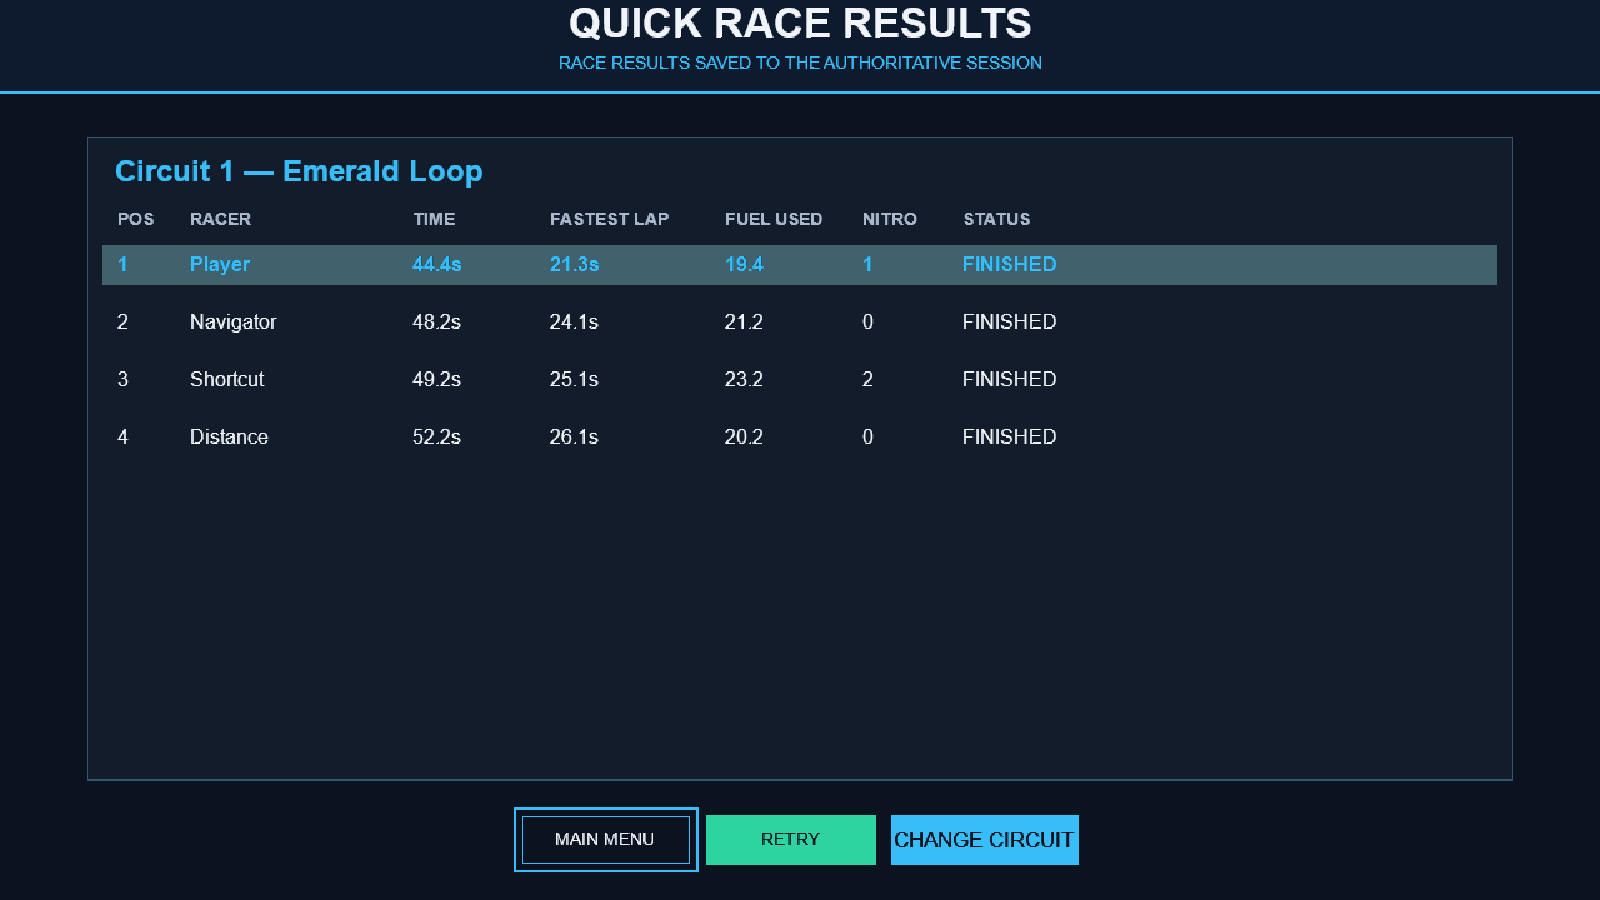 QUICK RACE RESULTS
RACE RESULTS SAVED TO THE AUTHORITATIVE SESSION
Circuit 1 — Emerald Loop
POS RACER TIME FASTEST LAP FUEL USED NITRO STATUS
1 Player 44.4s 21.3s 19.4 1 FINISHED
2 Navigator 48.2s 24.1s 21.2 0 FINISHED
3 Shortcut 49.2s 25.1s 23.2 2 FINISHED
4 Distance 52.2s 26.1s 20.2 0 FINISHED
MAIN MENU RETRY CHANGE CIRCUIT